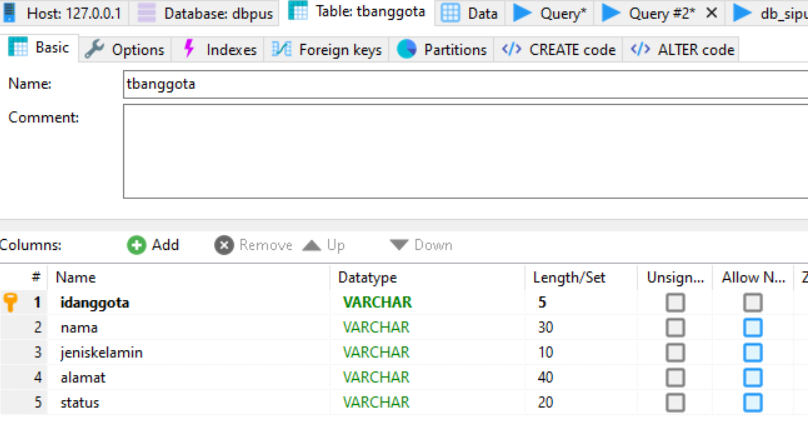 Host: 127.0.0.1 Database: dbpus Table: tbanggota Data Query* Query #2* db_sipu
Basic Options Indexes Foreign keys Partitions CREATE code ALTER code
Name: tbanggota
Comment:
Columns: Add Remove Up Down
# Name Datatype Length/Set Unsign... Allow N... Z
1 idanggota VARCHAR 5
2 nama VARCHAR 30
3 jeniskelamin VARCHAR 10
4 alamat VARCHAR 40
5 status VARCHAR 20